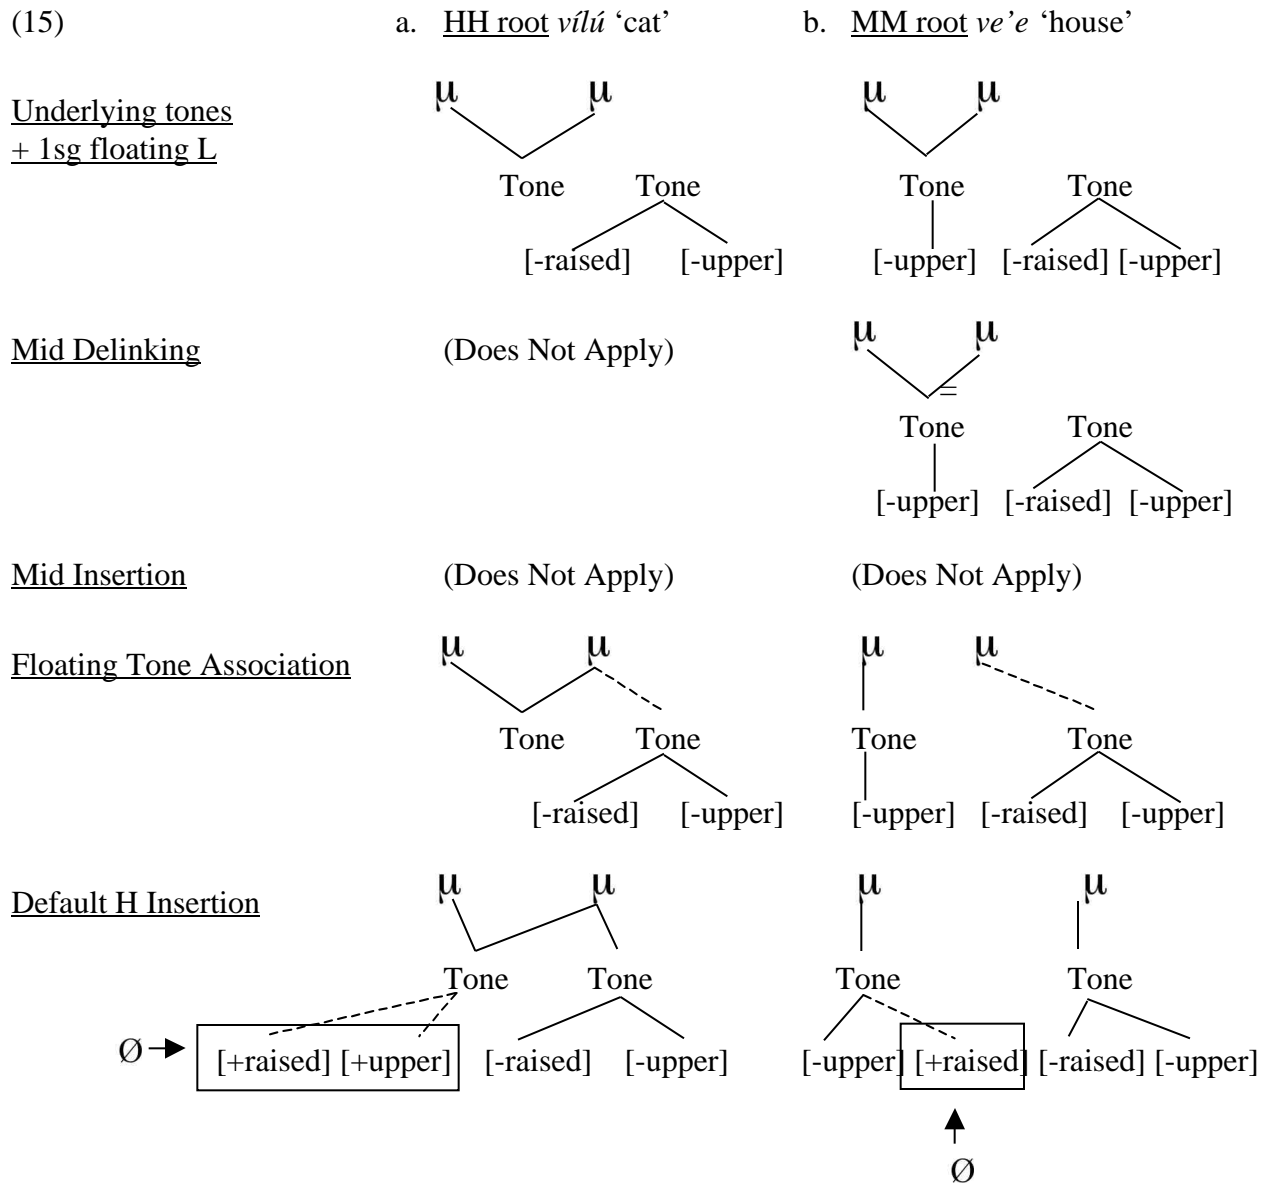 (15) a. HH root vílú ‘cat’ b. MM root ve’e ‘house’
μ μ μ μ
Underlying tones
+ 1sg floating L
Tone Tone Tone Tone
[-raised] [-upper] [-upper] [-raised] [-upper]
μ μ
Mid Delinking (Does Not Apply)
Tone Tone
[-upper] [-raised] [-upper]
Mid Insertion (Does Not Apply) (Does Not Apply)
μ μ μ μ
Floating Tone Association
Tone Tone Tone Tone
[-raised] [-upper] [-upper] [-raised] [-upper]
μ μ μ μ
Default H Insertion
Tone Tone Tone Tone
Ø [+raised] [+upper] [-raised] [-upper] [-upper] [+raised] [-raised] [-upper]
Ø